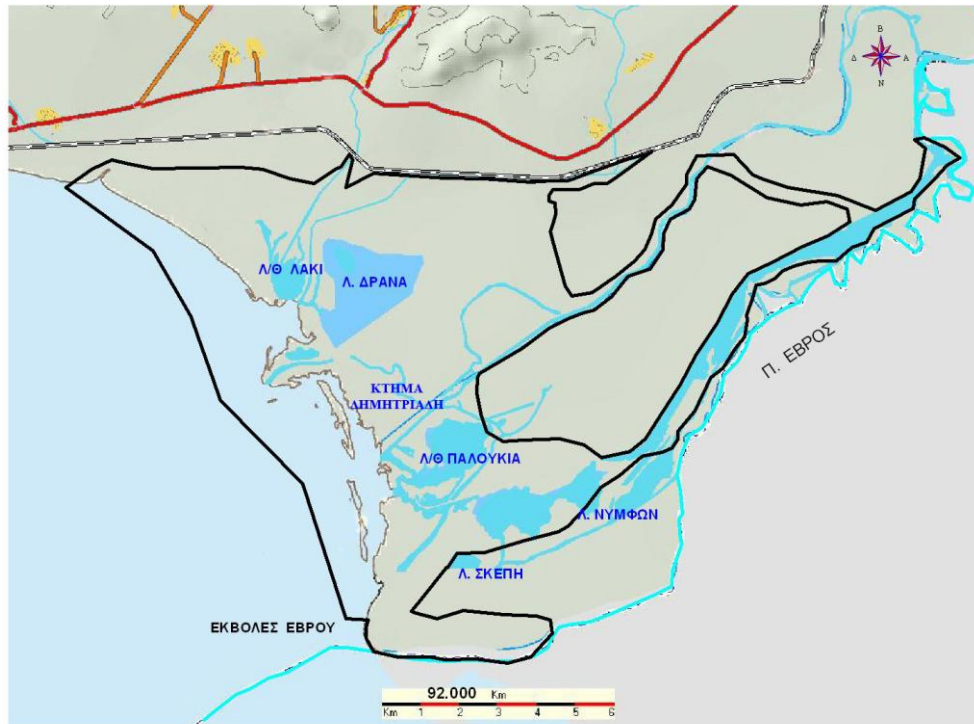 Β
Δ Α
Ν
Λ/Θ ΛΑΚΙ
Λ. ΔΡΑΝΑ
Π. ΕΒΡΟΣ
ΚΤΗΜΑ
ΔΗΜΗΤΡΙΑΔΗ
Λ/Θ ΠΑΛΟΥΚΙΑ
Λ. ΝΥΜΦΩΝ
Λ. ΣΚΕΠΗ
ΕΚΒΟΛΕΣ ΕΒΡΟΥ
92.000 Km
Km 1 2 3 4 5 6